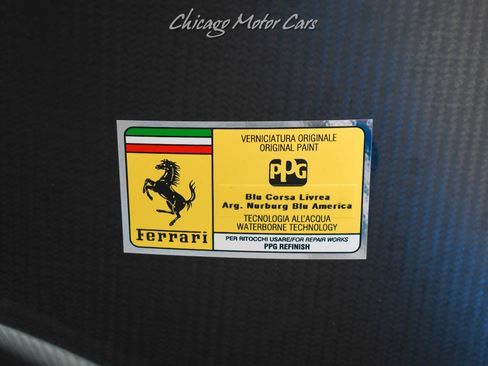 Chicago Motor Cars
VERNICIATURA ORIGINALE
ORIGINAL PAINT
PPG
Blu Corsa Livrea
Arg. Nurburg Blu America
TECNOLOGIA ALL'ACQUA
WATERBORNE TECHNOLOGY
Ferrari
PER RITOCCHI USARE/FOR REPAIR WORKS
PPG REFINISH